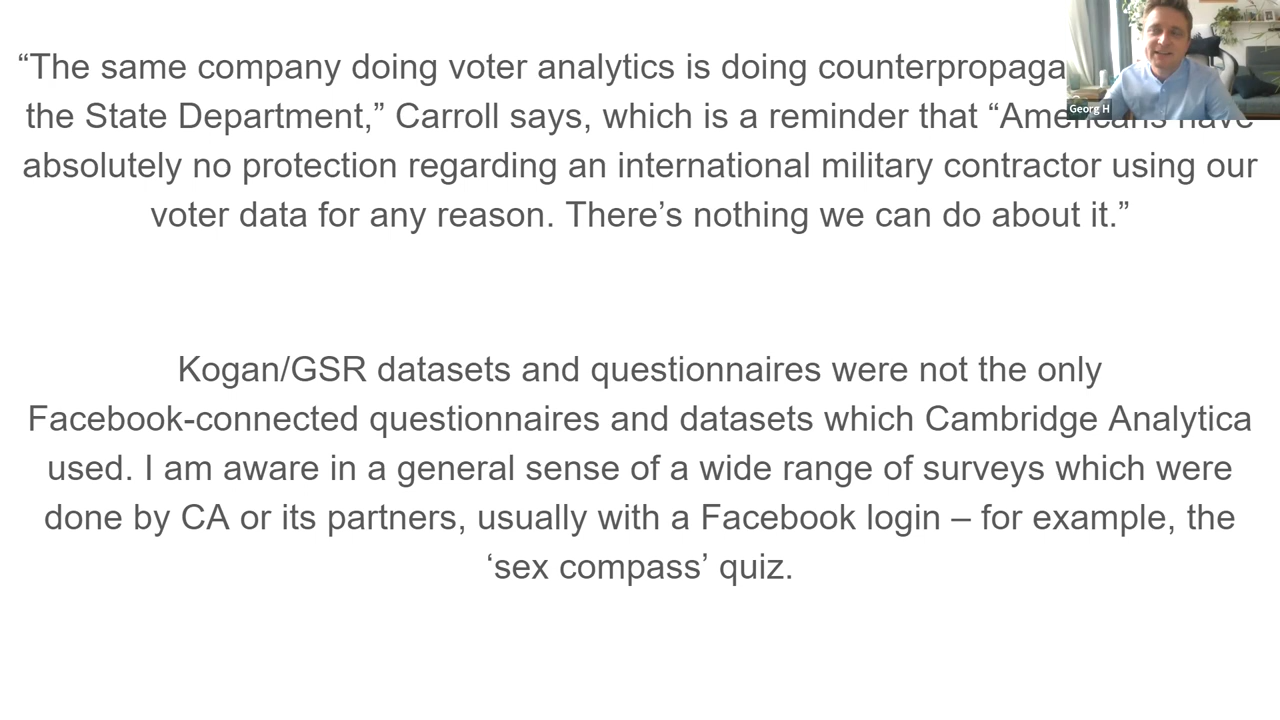 “The same company doing voter analytics is doing counterpropaga
the State Department,” Carroll says, which is a reminder that “Americans have
absolutely no protection regarding an international military contractor using our
voter data for any reason. There’s nothing we can do about it.”
Georg H
Kogan/GSR datasets and questionnaires were not the only
Facebook-connected questionnaires and datasets which Cambridge Analytica
used. I am aware in a general sense of a wide range of surveys which were
done by CA or its partners, usually with a Facebook login – for example, the
‘sex compass’ quiz.